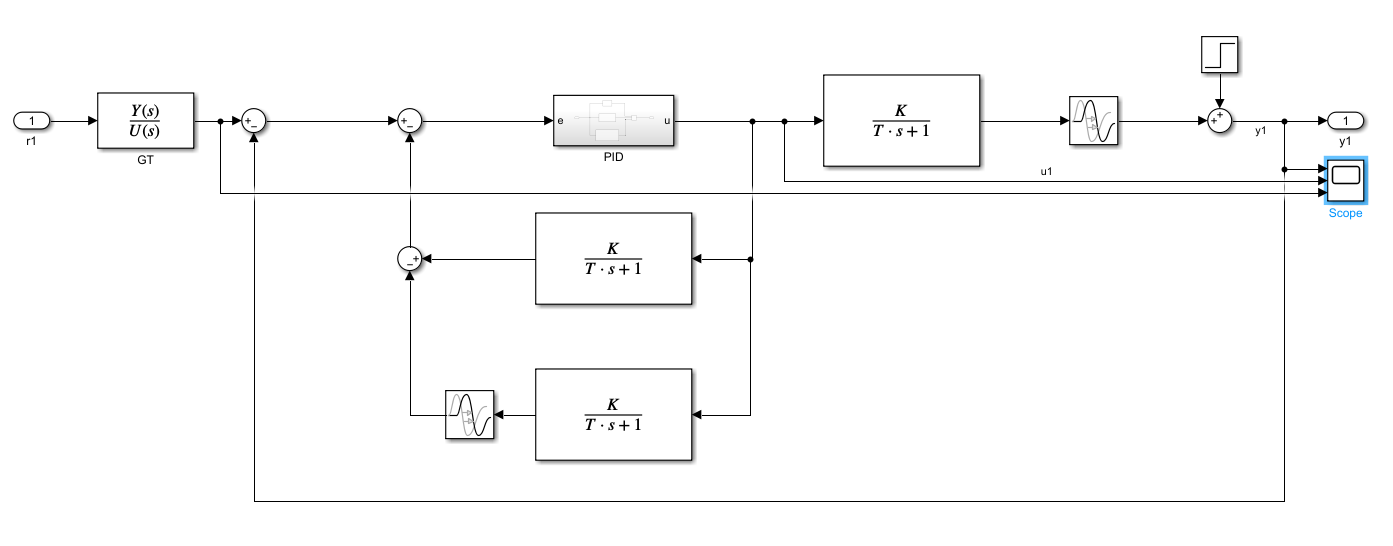 1
r1
Y(s)
U(s)
GT
+
−
+
−
e
u
PID
K
T · s + 1
+
+
y1
1
y1
u1
Scope
K
T · s + 1
−
+
K
T · s + 1